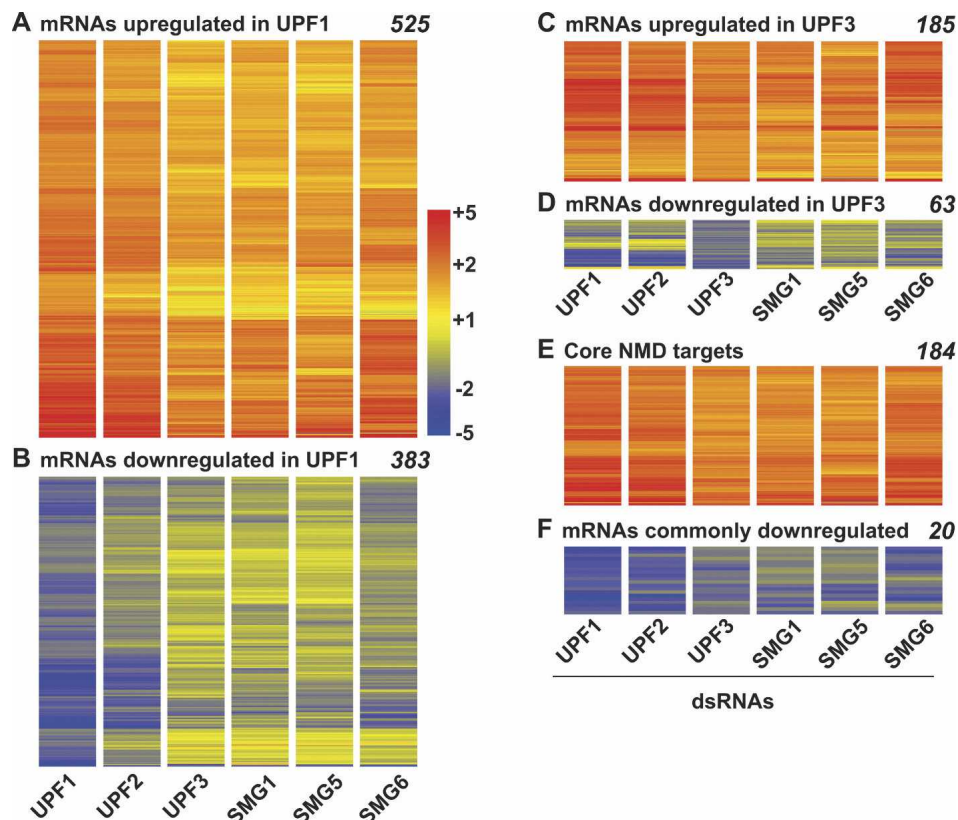 A mRNAs upregulated in UPF1 525
+5
+2
+1
-2
-5
B mRNAs downregulated in UPF1 383
UPF1 UPF2 UPF3 SMG1 SMG5 SMG6
C mRNAs upregulated in UPF3 185
D mRNAs downregulated in UPF3 63
UPF1 UPF2 UPF3 SMG1 SMG5 SMG6
E Core NMD targets 184
F mRNAs commonly downregulated 20
UPF1 UPF2 UPF3 SMG1 SMG5 SMG6
dsRNAs